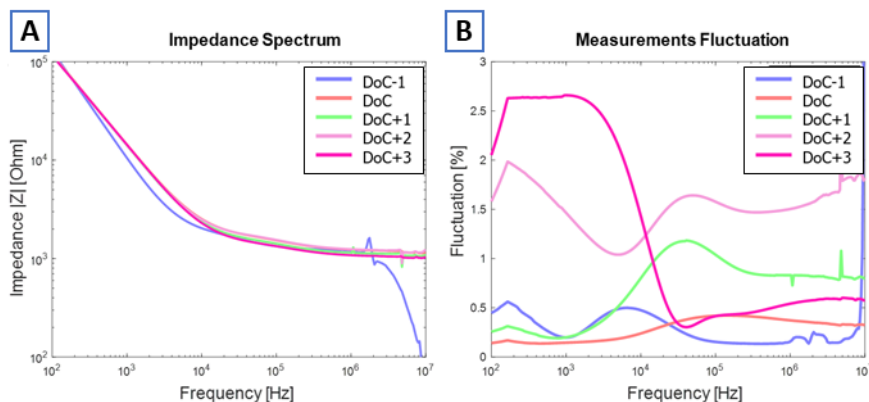 A
Impedance Spectrum
10^5
10^4
10^3
10^2
10^2
10^3
10^4
10^5
10^6
10^7
Impedance |Z| [Ohm]
Frequency [Hz]
DoC-1
DoC
DoC+1
DoC+2
DoC+3
B
Measurements Fluctuation
3
2.5
2
1.5
1
0.5
0
10^2
10^3
10^4
10^5
10^6
10^7
Fluctuation [%]
Frequency [Hz]
DoC-1
DoC
DoC+1
DoC+2
DoC+3